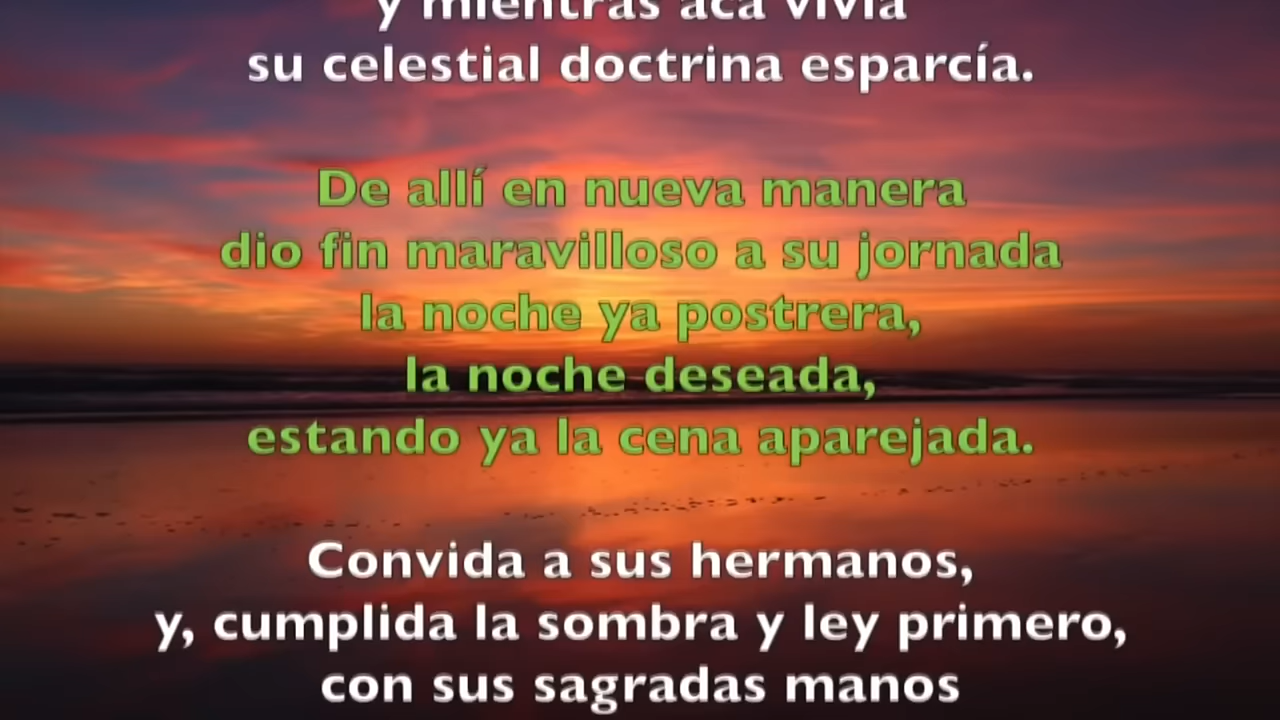 y mientras acá vivía
su celestial doctrina esparcía.
De allí en nueva manera
dio fin maravilloso a su jornada
la noche ya postrera,
la noche deseada,
estando ya la cena aparejada.
Convida a sus hermanos,
y, cumplida la sombra y ley primero,
con sus sagradas manos